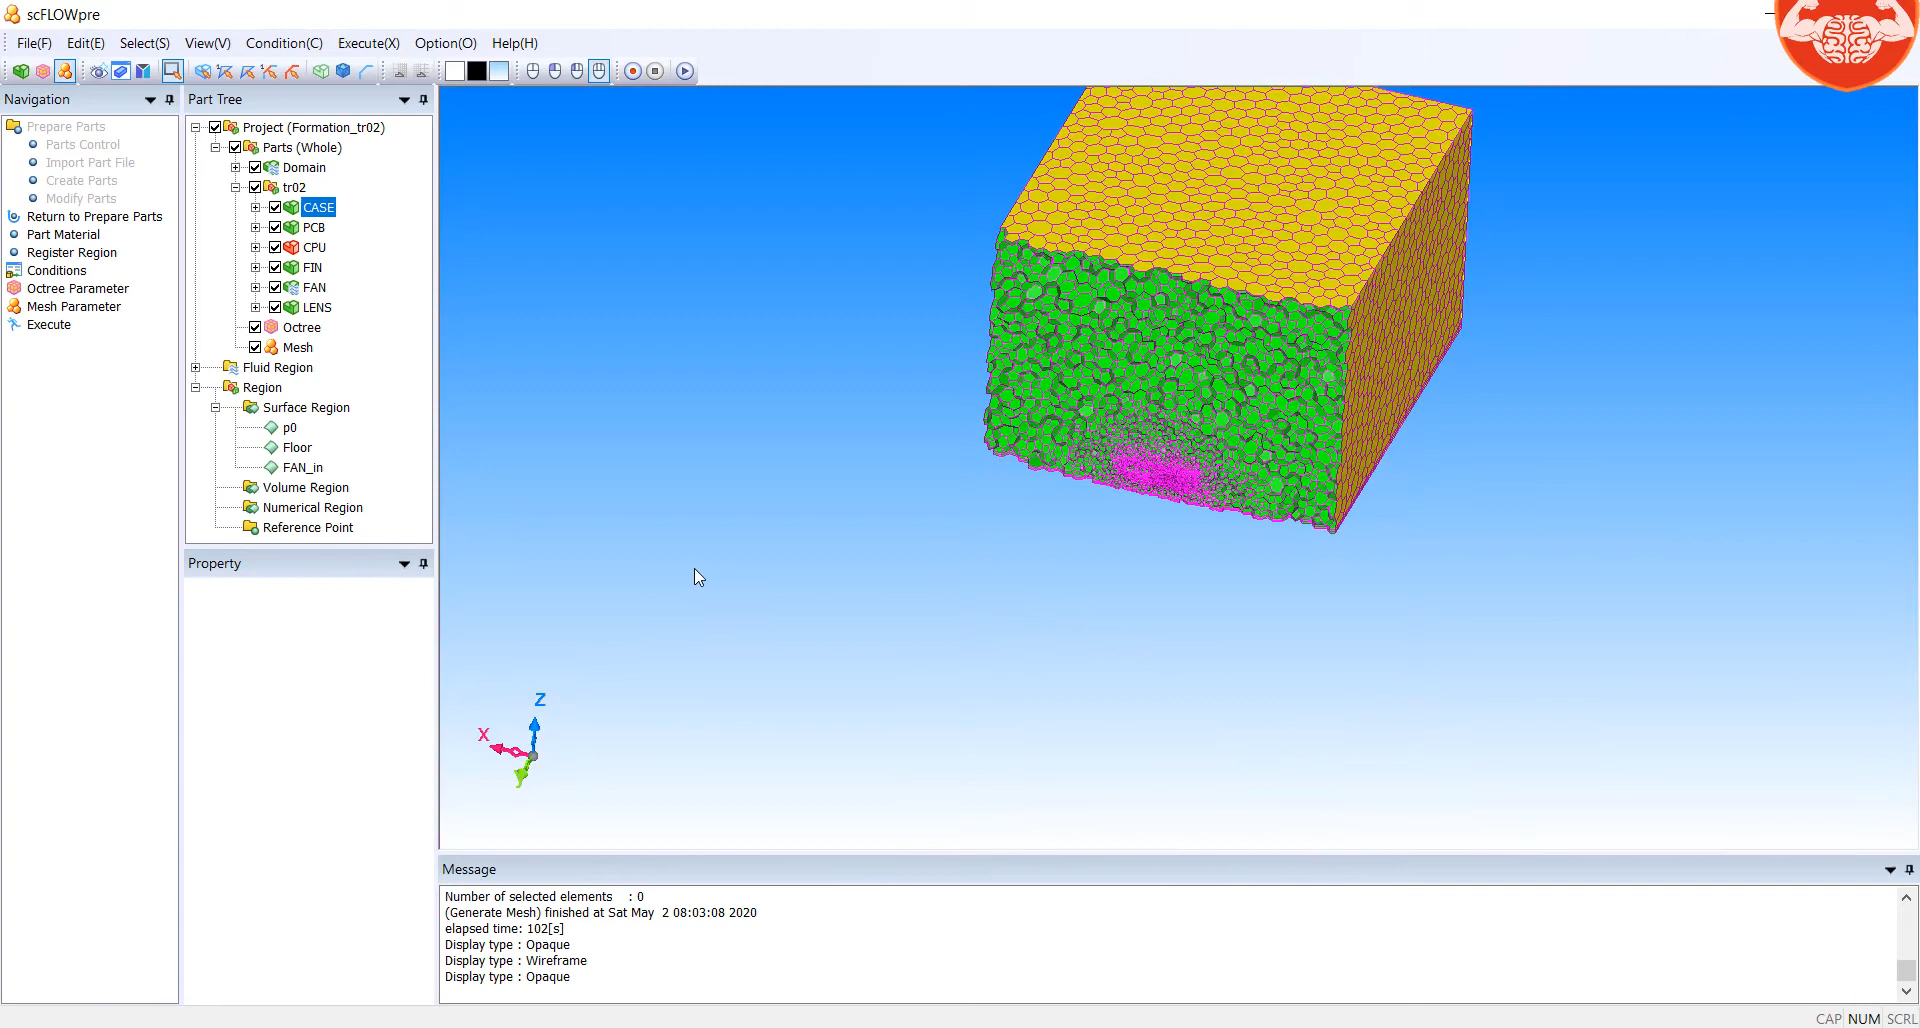 scFLOWpre
File(F) Edit(E) Select(S) View(V) Condition(C) Execute(X) Option(O) Help(H)
Navigation
Prepare Parts
Parts Control
Import Part File
Create Parts
Modify Parts
Return to Prepare Parts
Part Material
Register Region
Conditions
Octree Parameter
Mesh Parameter
Execute
Part Tree
Project (Formation_tr02)
Parts (Whole)
Domain
tr02
CASE
PCB
CPU
FIN
FAN
LENS
Octree
Mesh
Fluid Region
Region
Surface Region
p0
Floor
FAN_in
Volume Region
Numerical Region
Reference Point
Property
Z
X
y
Message
Number of selected elements : 0
(Generate Mesh) finished at Sat May 2 08:03:08 2020
elapsed time: 102[s]
Display type : Opaque
Display type : Wireframe
Display type : Opaque
CAP NUM SCRL